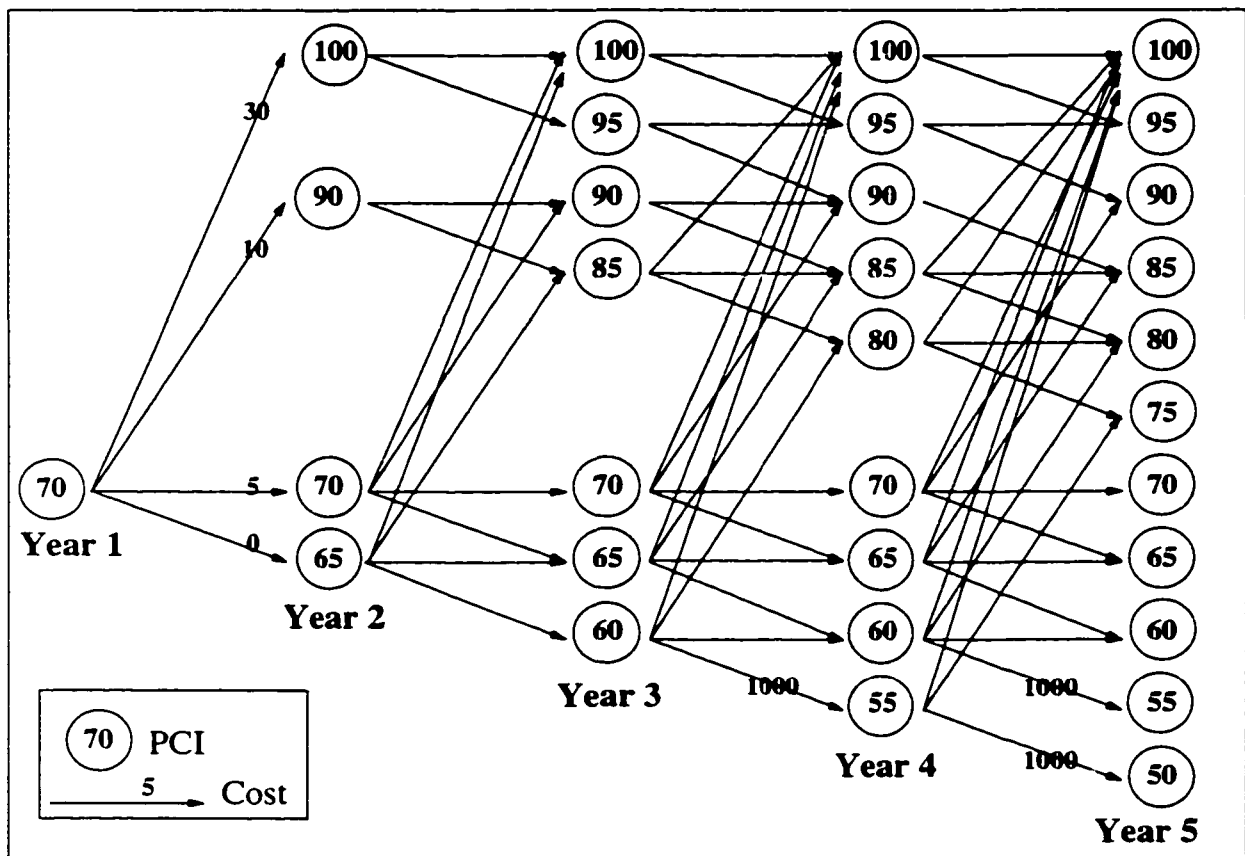 100 100 100 100
30
95 95 95
90 90 90 90
10
85 85 85
80 80
75
70 5 70 70 70 70
Year 1
0 65 65 65 65
Year 2
60 60 60
Year 3
1000 55 1000 55
Year 4
1000 50
Year 5
70 PCI
5
Cost